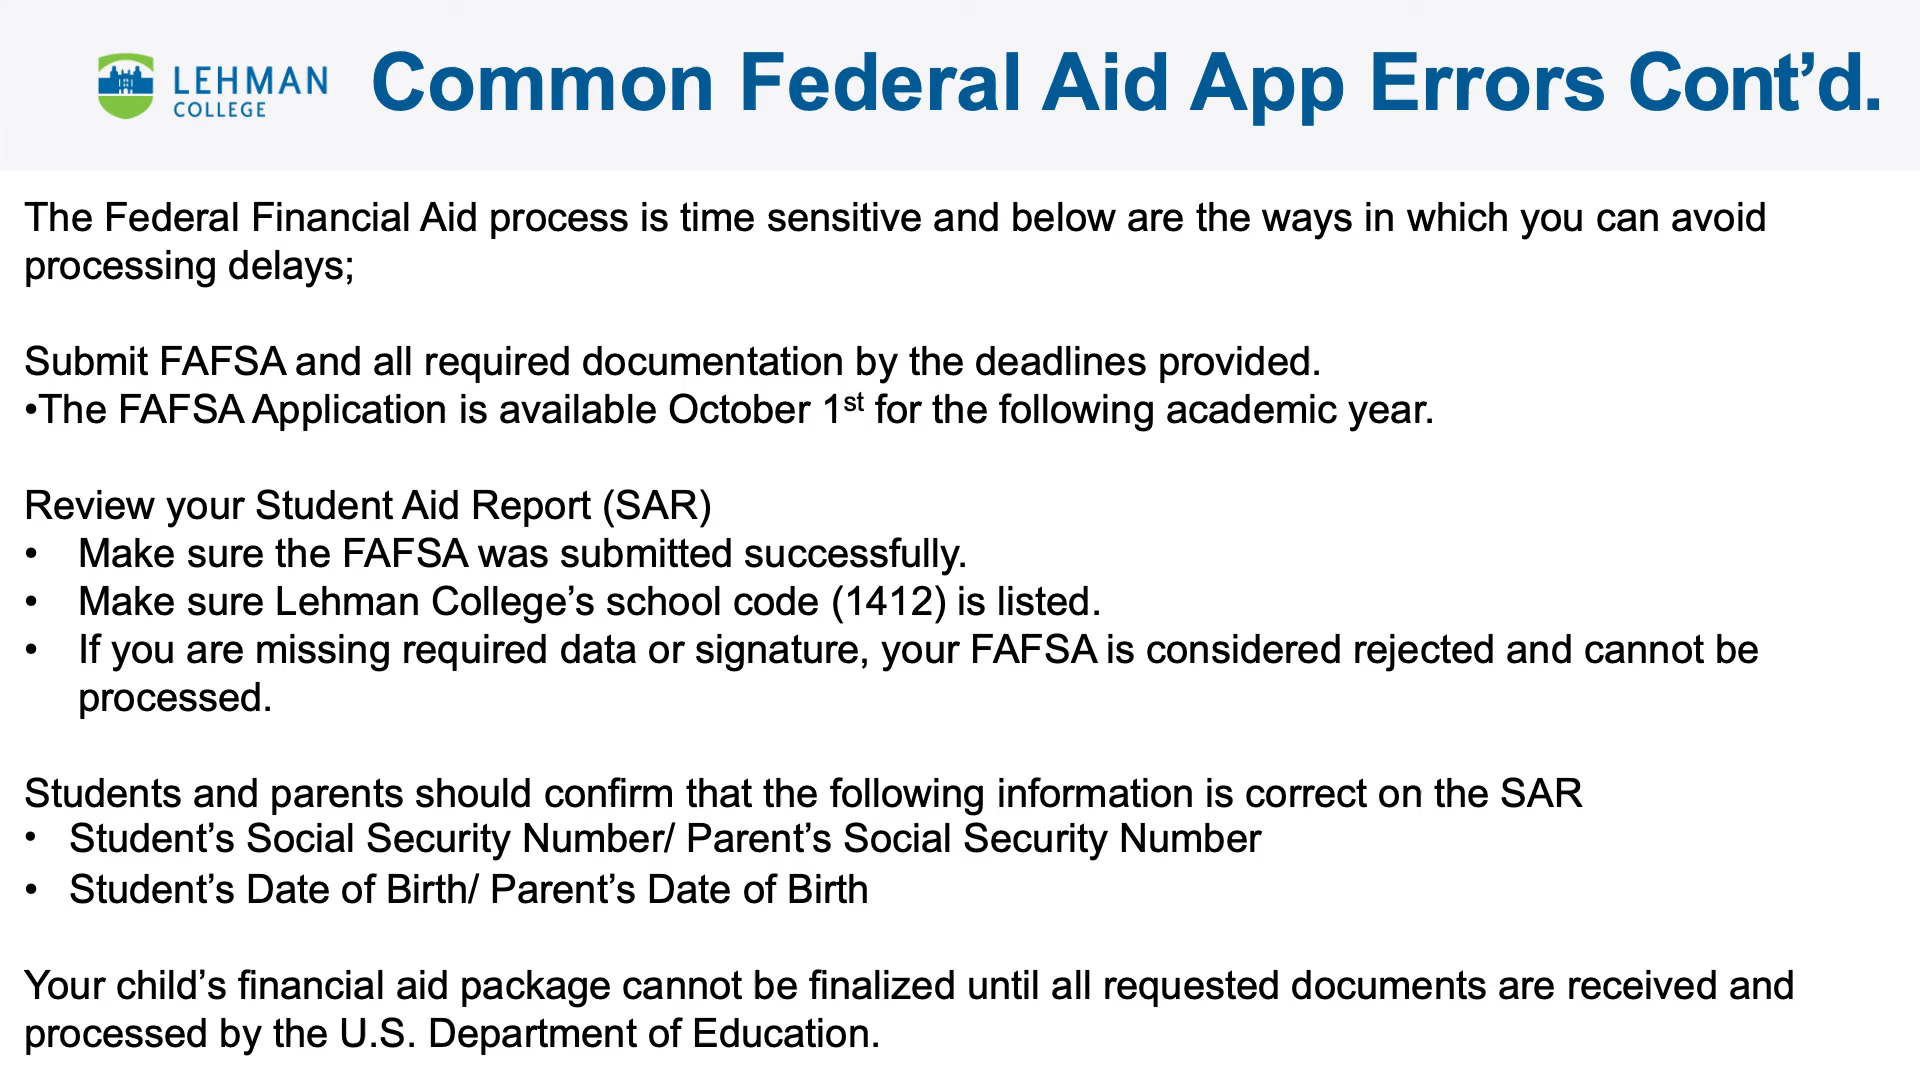 LEHMAN
COLLEGE
Common Federal Aid App Errors Cont’d.
The Federal Financial Aid process is time sensitive and below are the ways in which you can avoid
processing delays;
Submit FAFSA and all required documentation by the deadlines provided.
•The FAFSA Application is available October 1st for the following academic year.
Review your Student Aid Report (SAR)
• Make sure the FAFSA was submitted successfully.
• Make sure Lehman College’s school code (1412) is listed.
• If you are missing required data or signature, your FAFSA is considered rejected and cannot be
processed.
Students and parents should confirm that the following information is correct on the SAR
• Student’s Social Security Number/ Parent’s Social Security Number
• Student’s Date of Birth/ Parent’s Date of Birth
Your child’s financial aid package cannot be finalized until all requested documents are received and
processed by the U.S. Department of Education.